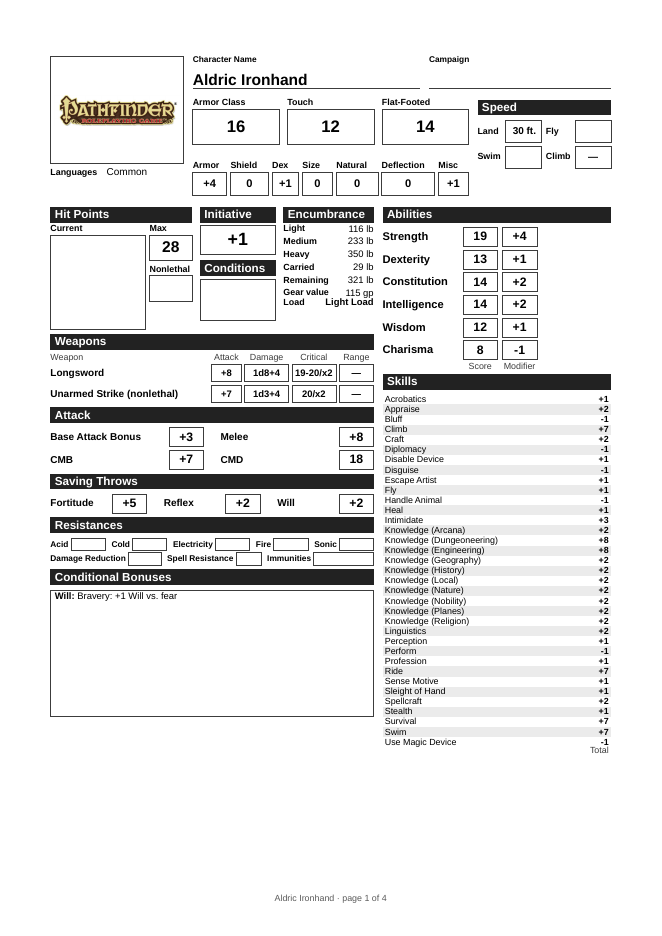 Character Name Campaign
PATHFINDER
ROLEPLAYING GAME
Aldric Ironhand
Languages Common
Armor Class Touch Flat-Footed
16 12 14
Speed
Land 30 ft. Fly
Swim Climb —
Armor Shield Dex Size Natural Deflection Misc
+4 0 +1 0 0 0 +1
Hit Points
Current Max
28
Nonlethal
Initiative
+1
Conditions
Encumbrance
Light 116 lb
Medium 233 lb
Heavy 350 lb
Carried 29 lb
Remaining 321 lb
Gear value 115 gp
Load Light Load
Abilities
Strength 19 +4
Dexterity 13 +1
Constitution 14 +2
Intelligence 14 +2
Wisdom 12 +1
Charisma 8 -1
Score Modifier
Weapons
Weapon Attack Damage Critical Range
Longsword +8 1d8+4 19-20/x2 —
Unarmed Strike (nonlethal) +7 1d3+4 20/x2 —
Attack
Base Attack Bonus +3 Melee +8
CMB +7 CMD 18
Saving Throws
Fortitude +5 Reflex +2 Will +2
Resistances
Acid Cold Electricity Fire Sonic
Damage Reduction Spell Resistance Immunities
Conditional Bonuses
Will: Bravery: +1 Will vs. fear
Skills
Acrobatics +1
Appraise +2
Bluff -1
Climb +7
Craft +2
Diplomacy -1
Disable Device +1
Disguise -1
Escape Artist +1
Fly +1
Handle Animal -1
Heal +1
Intimidate +3
Knowledge (Arcana) +2
Knowledge (Dungeoneering) +8
Knowledge (Engineering) +8
Knowledge (Geography) +2
Knowledge (History) +2
Knowledge (Local) +2
Knowledge (Nature) +2
Knowledge (Nobility) +2
Knowledge (Planes) +2
Knowledge (Religion) +2
Linguistics +2
Perception +1
Perform -1
Profession +1
Ride +7
Sense Motive +1
Sleight of Hand +1
Spellcraft +2
Stealth +1
Survival +7
Swim +7
Use Magic Device -1
Total
Aldric Ironhand · page 1 of 4